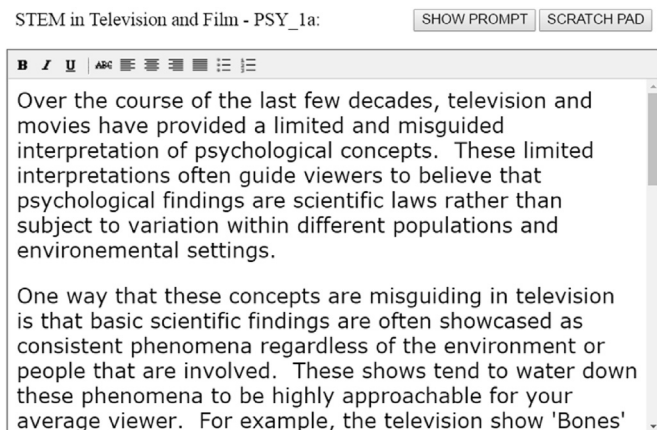 STEM in Television and Film - PSY_1a:
SHOW PROMPT
SCRATCH PAD
B I U ABC
Over the course of the last few decades, television and
movies have provided a limited and misguided
interpretation of psychological concepts.  These limited
interpretations often guide viewers to believe that
psychological findings are scientific laws rather than
subject to variation within different populations and
environemental settings.
One way that these concepts are misguiding in television
is that basic scientific findings are often showcased as
consistent phenomena regardless of the environment or
people that are involved.  These shows tend to water down
these phenomena to be highly approachable for your
average viewer.  For example, the television show 'Bones'